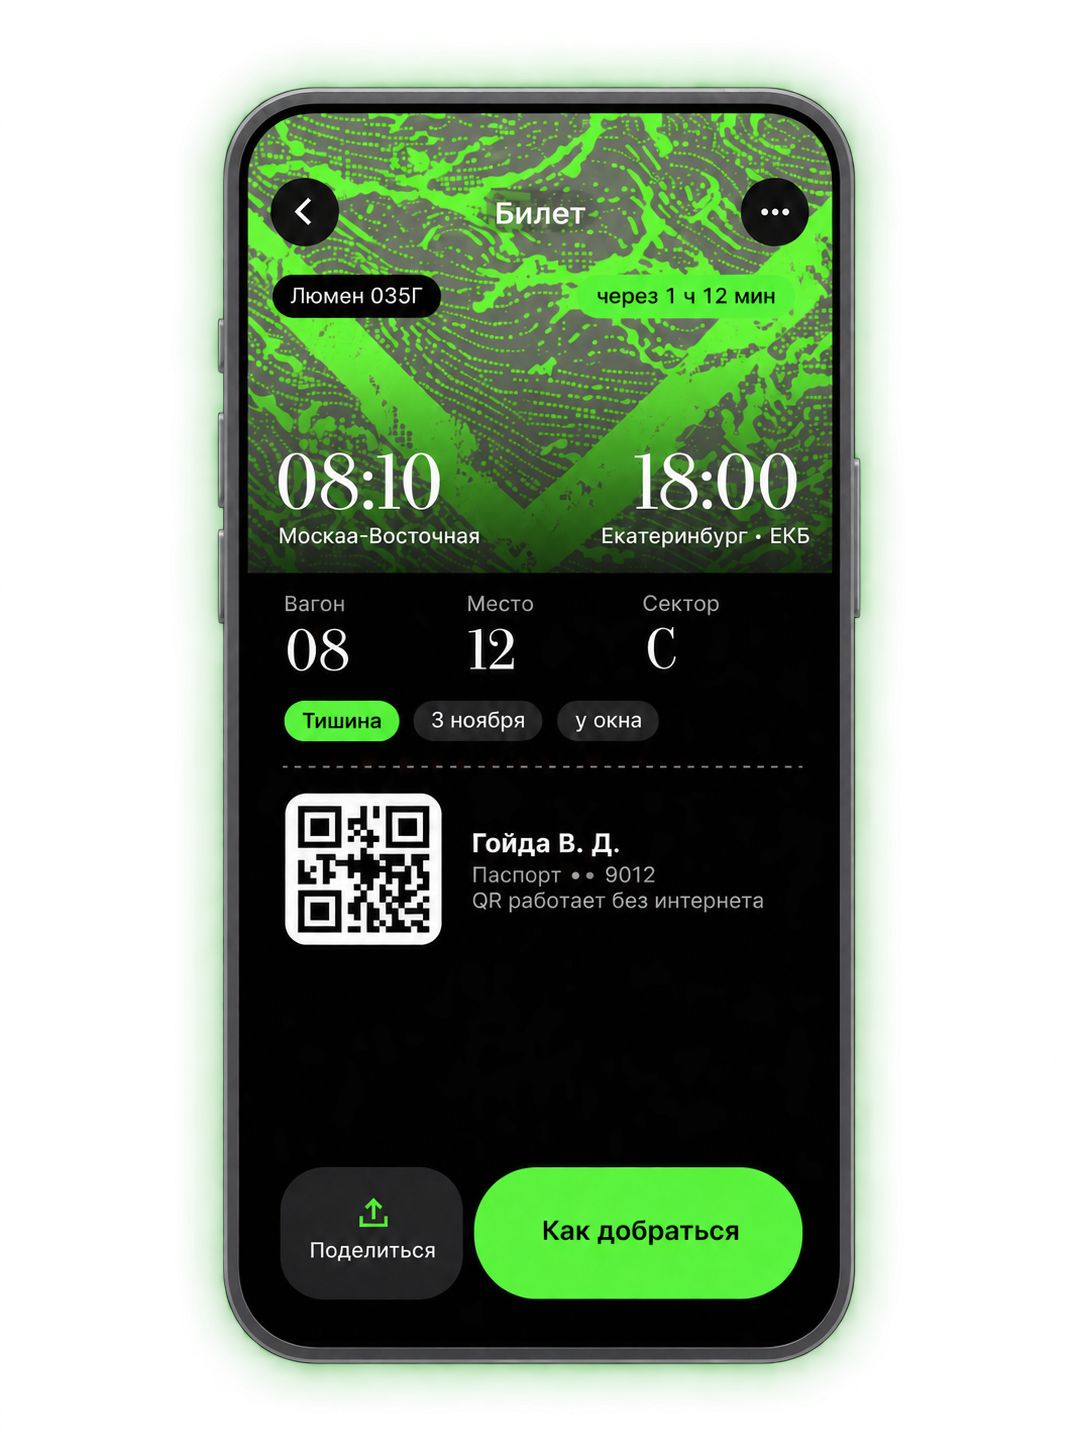 Билет
Люмен 035Г
через 1 ч 12 мин
08:10
18:00
Москаа-Восточная
Екатеринбург • ЕКБ
Вагон
Место
Сектор
08
12
С
Тишина
3 ноября
у окна
Гойда В. Д.
Паспорт •• 9012
QR работает без интернета
Поделиться
Как добраться